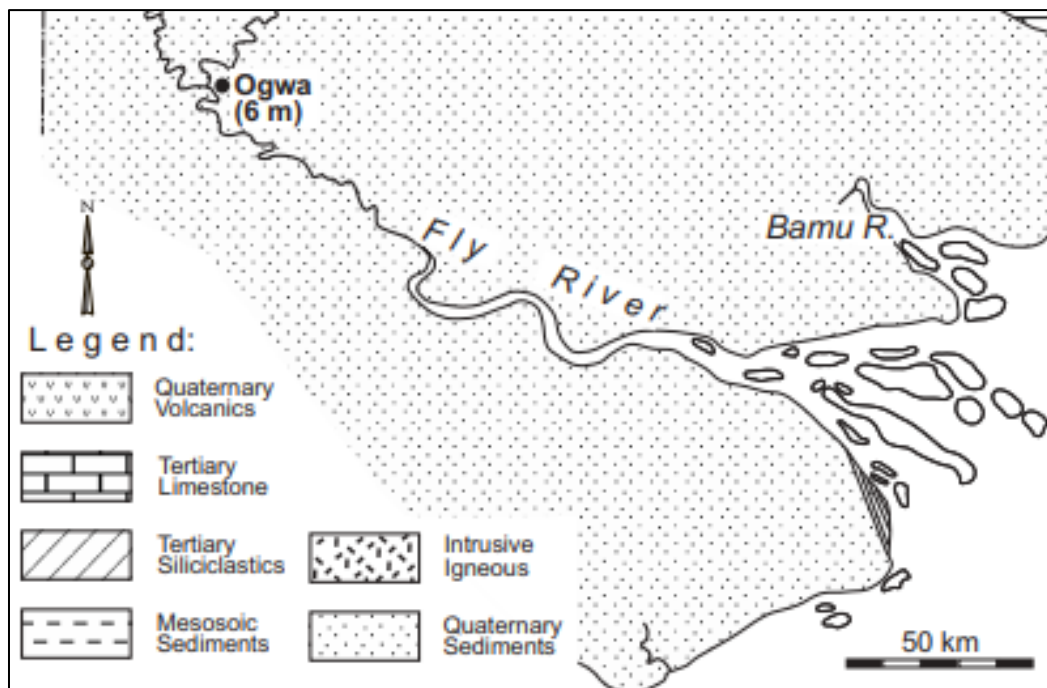 Ogwa
(6 m)
Fly River
Bamu R.
N
Legend:
Quaternary
Volcanics
Tertiary
Limestone
Tertiary
Siliciclastics
Mesosoic
Sediments
Intrusive
Igneous
Quaternary
Sediments
50 km